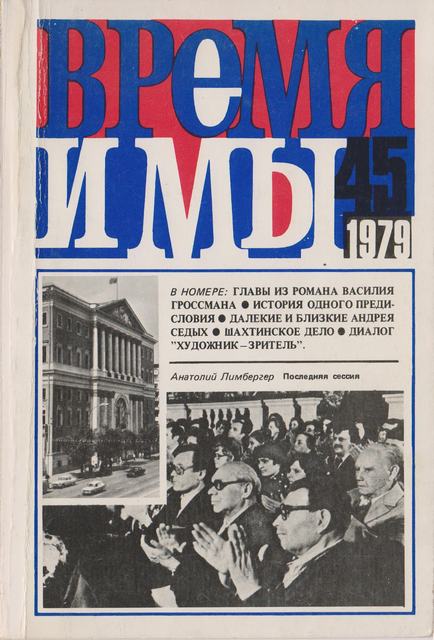 ВРЕМЯ
И МЫ
45
1979
В НОМЕРЕ: ГЛАВЫ ИЗ РОМАНА ВАСИЛИЯ
ГРОССМАНА ● ИСТОРИЯ ОДНОГО ПРЕДИ-
СЛОВИЯ ● ДАЛЕКИЕ И БЛИЗКИЕ АНДРЕЯ
СЕДЫХ ● ШАХТИНСКОЕ ДЕЛО ● ДИАЛОГ
"ХУДОЖНИК – ЗРИТЕЛЬ".
Анатолий Лимбергер Последняя сессия